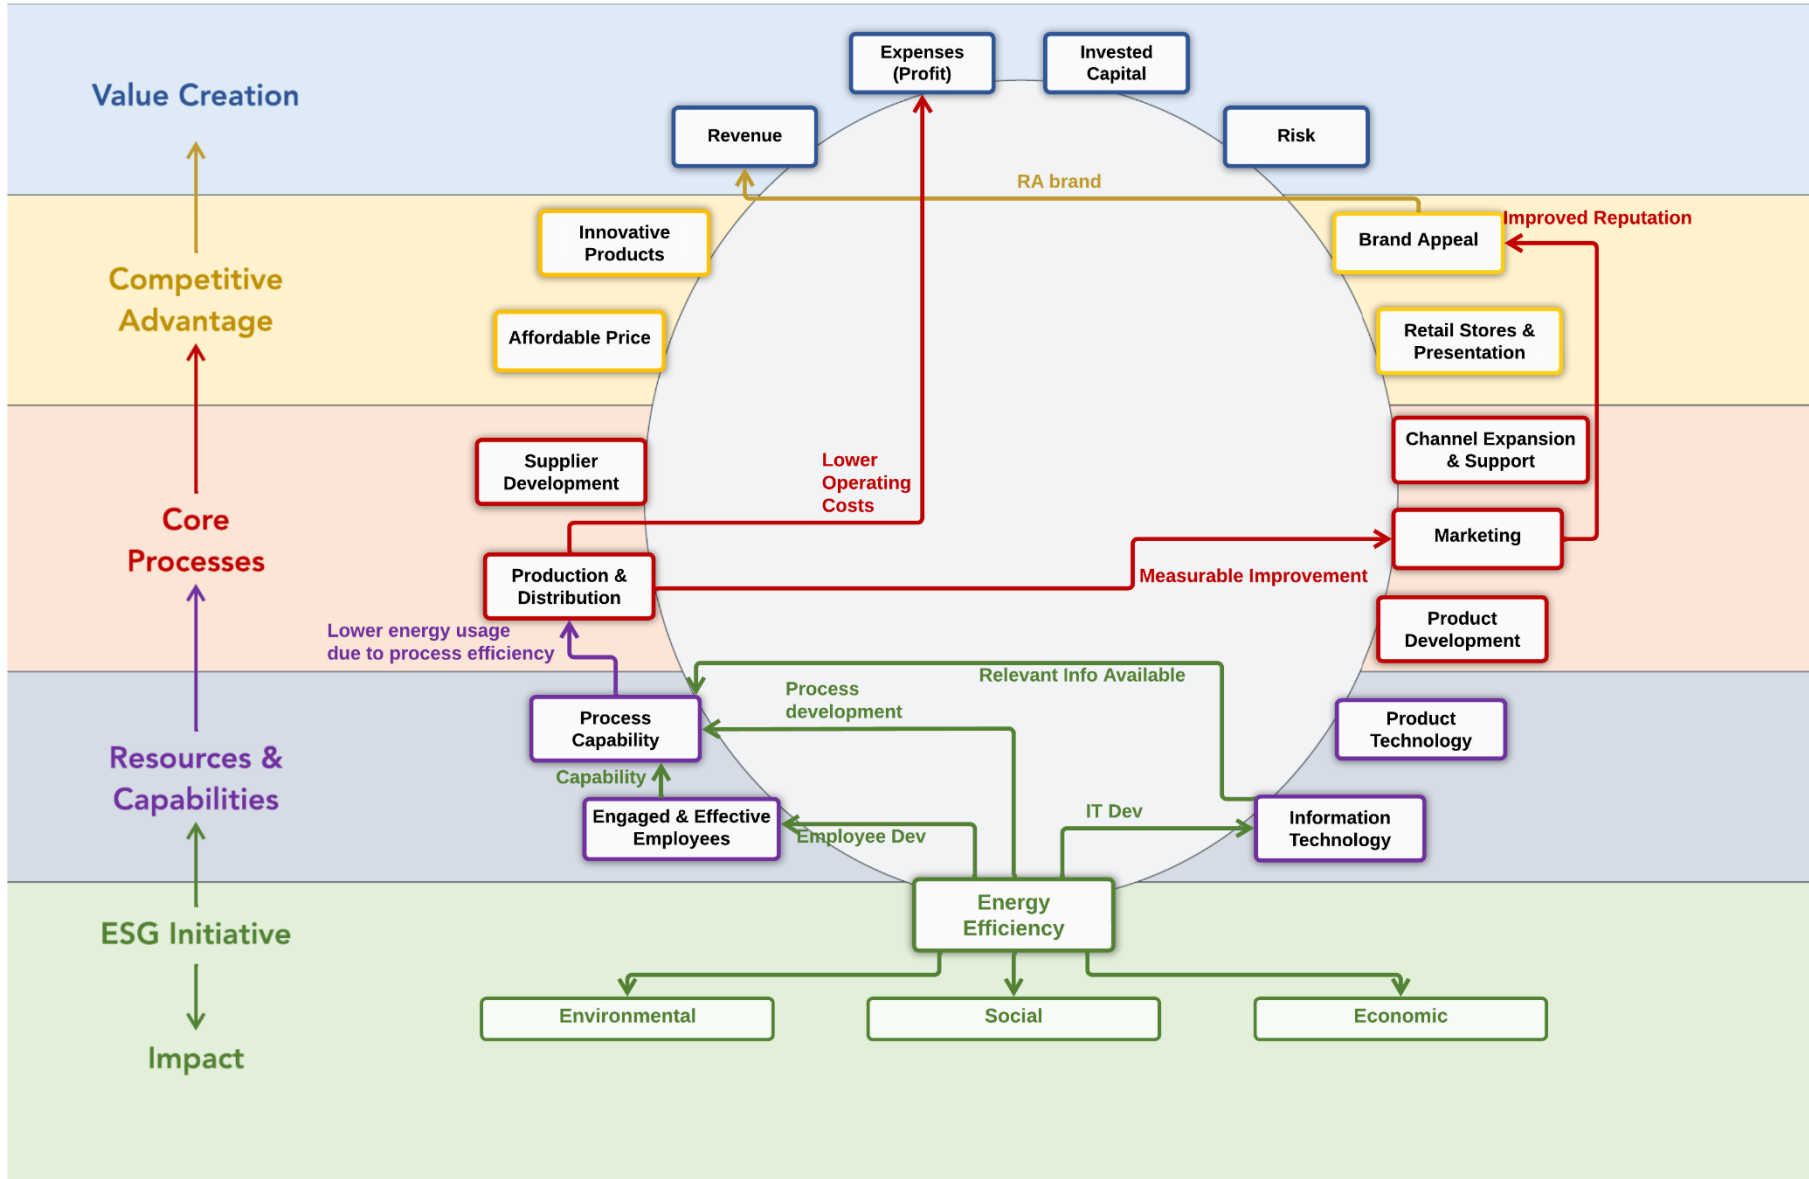 Expenses
(Profit)
Invested
Capital
Value Creation
Revenue
Risk
RA brand
Improved Reputation
Innovative
Products
Brand Appeal
Competitive
Advantage
Affordable Price
Retail Stores &
Presentation
Supplier
Development
Lower
Operating
Costs
Channel Expansion
& Support
Core
Processes
Production &
Distribution
Measurable Improvement
Marketing
Product
Development
Lower energy usage
due to process efficiency
Relevant Info Available
Process
development
Process
Capability
Product
Technology
Resources &
Capabilities
Capability
Engaged & Effective
Employees
Employee Dev
IT Dev
Information
Technology
ESG Initiative
Energy
Efficiency
Environmental
Social
Economic
Impact